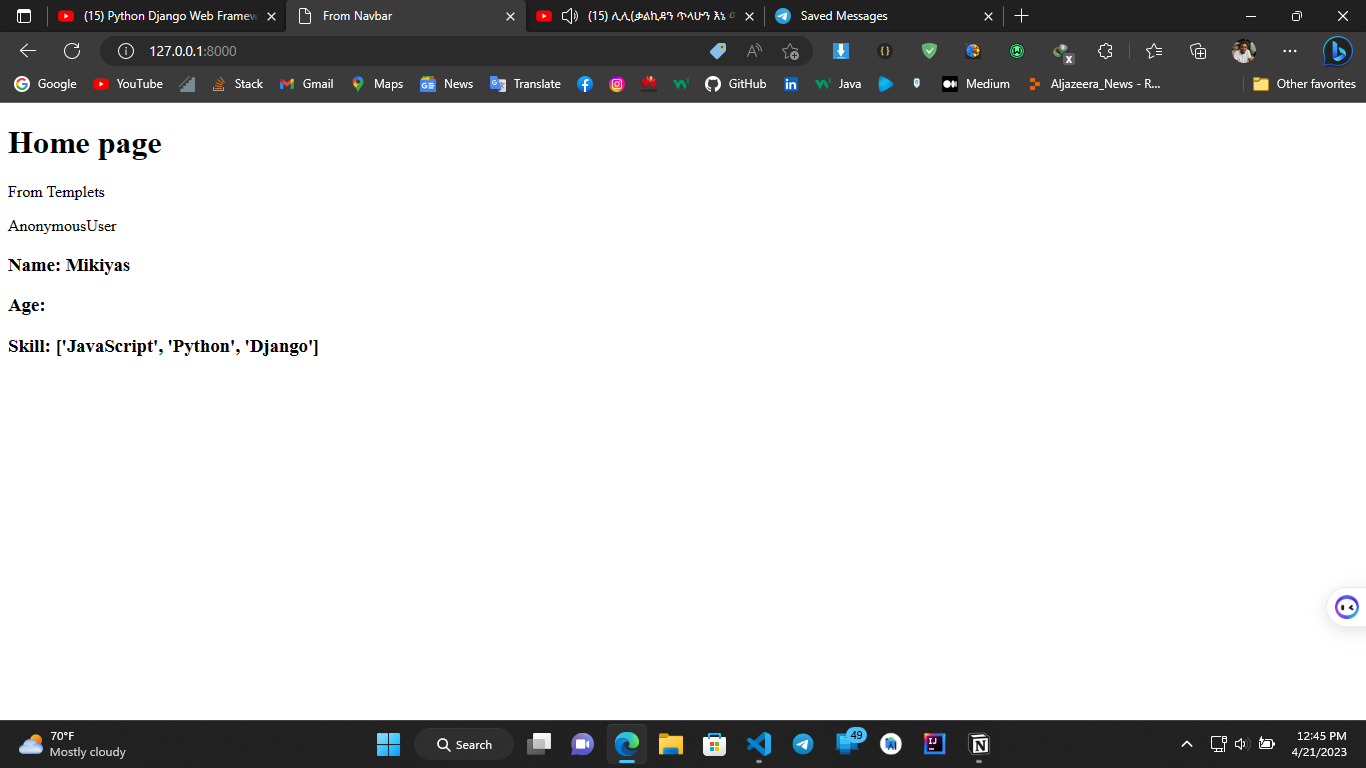 (15) Python Django Web Framew
From Navbar
(15) ሊሊ(ቃልኪዳን ጥላሁን እኔ
Saved Messages
127.0.0.1:8000
Google
YouTube
Stack
Gmail
Maps
News
Translate
GitHub
Java
Medium
Aljazeera_News - R...
Other favorites
Home page
From Templets
AnonymousUser
Name: Mikiyas
Age:
Skill: ['JavaScript', 'Python', 'Django']
70°F
Mostly cloudy
Search
49
12:45 PM
4/21/2023